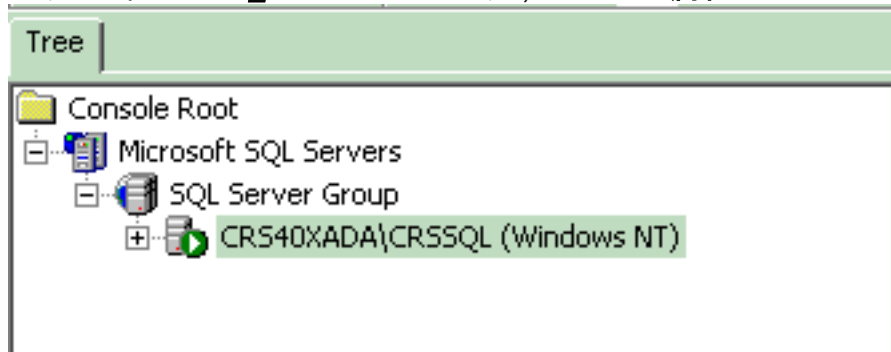 Tree
Console Root
Microsoft SQL Servers
SQL Server Group
CRS40XADA\CRSSQL (Windows NT)